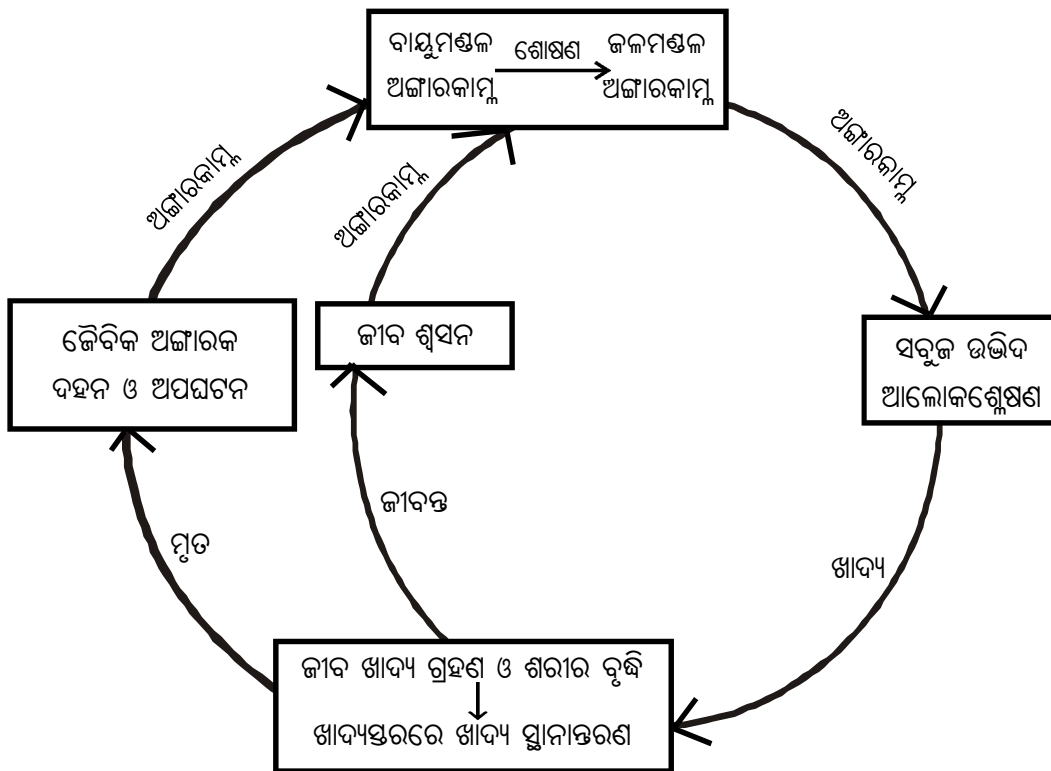 ବାୟୁମଣ୍ଡଳ ଶୋଷଣ ଜଳମଣ୍ଡଳ
ଅଙ୍ଗାରକାମ୍ଳ ଅଙ୍ଗାରକାମ୍ଳ
ଅଙ୍ଗାରକାମ୍ଳ
ଅଙ୍ଗାରକାମ୍ଳ
ଅଙ୍ଗାରକାମ୍ଳ
ଜୈବିକ ଅଙ୍ଗାରକ
ଦହନ ଓ ଅପଘଟନ
ଜୀବ ଶ୍ୱସନ
ସବୁଜ ଉଦ୍ଭିଦ
ଆଲୋକଶ୍ଳେଷଣ
ଜୀବନ୍ତ
ମୃତ
ଖାଦ୍ୟ
ଜୀବ ଖାଦ୍ୟ ଗ୍ରହଣ ଓ ଶରୀର ବୃଦ୍ଧି
ଖାଦ୍ୟସ୍ତରରେ ଖାଦ୍ୟ ସ୍ଥାନାନ୍ତରଣ